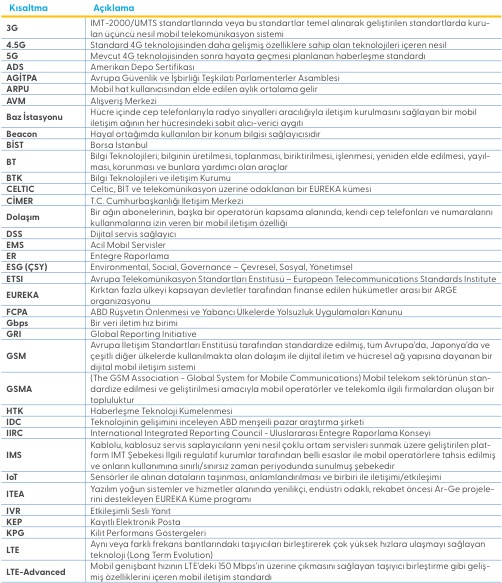 Kısaltma Açıklama
3G IMT-2000/UMTS standartlarında veya bu standartlar temel alınarak geliştirilen standartlarda kuru-
lan üçüncü nesil mobil telekomünikasyon sistemi
4.5G Standard 4G teknolojisinden daha gelişmiş özelliklere sahip olan teknolojileri içeren nesil
5G Mevcut 4G teknolojisinden sonra hayata geçmesi planlanan haberleşme standardı
ADS Amerikan Depo Sertifikası
AGİTPA Avrupa Güvenlik ve İşbirliği Teşkilatı Parlamenterler Asamblesi
ARPU Mobil hat kullanıcısından elde edilen aylık ortalama gelir
AVM Alışveriş Merkezi
Baz İstasyonu Hücre içinde cep telefonlarıyla radyo sinyalleri aracılığıyla iletişim kurulmasını sağlayan bir mobil
iletişim ağının her hücresindeki sabit alıcı-verici aygıtı
Beacon Hayal ortağımda kullanılan bir konum bilgisi sağlayıcısıdır
BİST Borsa İstanbul
BT Bilgi Teknolojileri; bilginin üretilmesi, toplanması, biriktirilmesi, işlenmesi, yeniden elde edilmesi, yayıl-
ması, korunması ve bunlara yardımcı olan araçlar
BTK Bilgi Teknolojileri ve İletişim Kurumu
CELTIC Celtic, BİT ve telekomünikasyon üzerine odaklanan bir EUREKA kümesi
CİMER T.C. Cumhurbaşkanlığı İletişim Merkezi
Dolaşım Bir ağın abonelerinin, başka bir operatörün kapsama alanında, kendi cep telefonları ve numaralarını
kullanmalarına izin veren bir mobil iletişim özelliği
DSS Dijital servis sağlayıcı
EMS Acil Mobil Servisler
ER Entegre Raporlama
ESG (ÇSY) Environmental, Social, Governance – Çevresel, Sosyal, Yönetimsel
ETSI Avrupa Telekomünikasyon Standartları Enstitüsü – European Telecommunications Standards Institute
EUREKA Kırktan fazla ülkeyi kapsayan devletler tarafından finanse edilen hükümetler arası bir ARGE
organizasyonu
FCPA ABD Rüşvetin Önlenmesi ve Yabancı Ülkelerde Yolsuzluk Uygulamaları Kanunu
Gbps Bir veri iletim hız birimi
GRI Global Reporting Initiative
GSM Avrupa İletişim Standartları Enstitüsü tarafından standardize edilmiş, tüm Avrupa'da, Japonya'da ve
çeşitli diğer ülkelerde kullanılmakta olan dolaşım ile dijital iletim ve hücresel ağ yapısına dayanan bir
dijital mobil iletişim sistemi
GSMA (The GSM Association - Global System for Mobile Communications) Mobil telekom sektörünün stan-
dardize edilmesi ve geliştirilmesi amacıyla mobil operatörler ve telekomla ilgili firmalardan oluşan bir
topluluktur
HTK Haberleşme Teknoloji Kümelenmesi
IDC Teknolojinin gelişimini inceleyen ABD menşeili pazar araştırma şirketi
IIRC International Integrated Reporting Council - Uluslararası Entegre Raporlama Konseyi
IMS Kablolu, kablosuz servis sağlayıcıların yeni nesil çoklu ortam servisleri sunmak üzere geliştirilen plat-
form IMT Şebekesi İlgili regülatif kurumlar tarafından belli esaslar ile mobil operatörlere tahsis edilmiş
ve onların kullanımına sınırlı/sınırsız zaman periyodunda sunulmuş şebekedir
IoT Sensörler ile alınan dataların taşınması, anlamlandırılması ve birbiri ile iletişimi/etkileşimi
ITEA Yazılım yoğun sistemler ve hizmetler alanında yenilikçi, endüstri odaklı, rekabet öncesi Ar-Ge projele-
rini destekleyen EUREKA Küme programı
IVR Etkileşimli Sesli Yanıt
KEP Kayıtlı Elektronik Posta
KPG Kilit Performans Göstergeleri
LTE Aynı veya farklı frekans bantlarındaki taşıyıcıları birleştirerek çok yüksek hızlara ulaşmayı sağlayan
teknoloji (Long Term Evolution)
LTE-Advanced Mobil genişbant hızının LTE'deki 150 Mbps'in üzerine çıkmasını sağlayan taşıyıcı birleştirme gibi geliş-
miş özelliklerini içeren mobil iletişim standardı